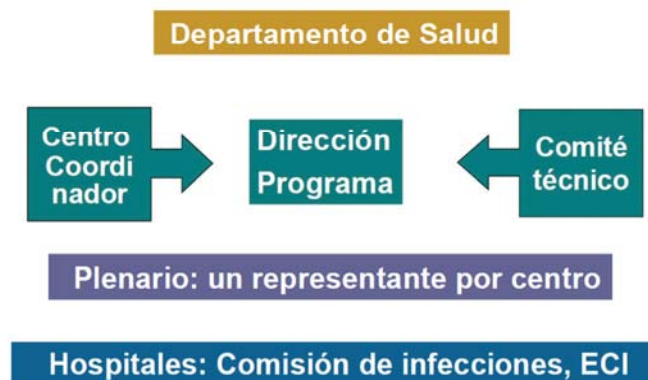 Departamento de Salud
Centro
Coordi
nador
Dirección
Programa
Comité
técnico
Plenario: un representante por centro
Hospitales: Comisión de infecciones, ECI